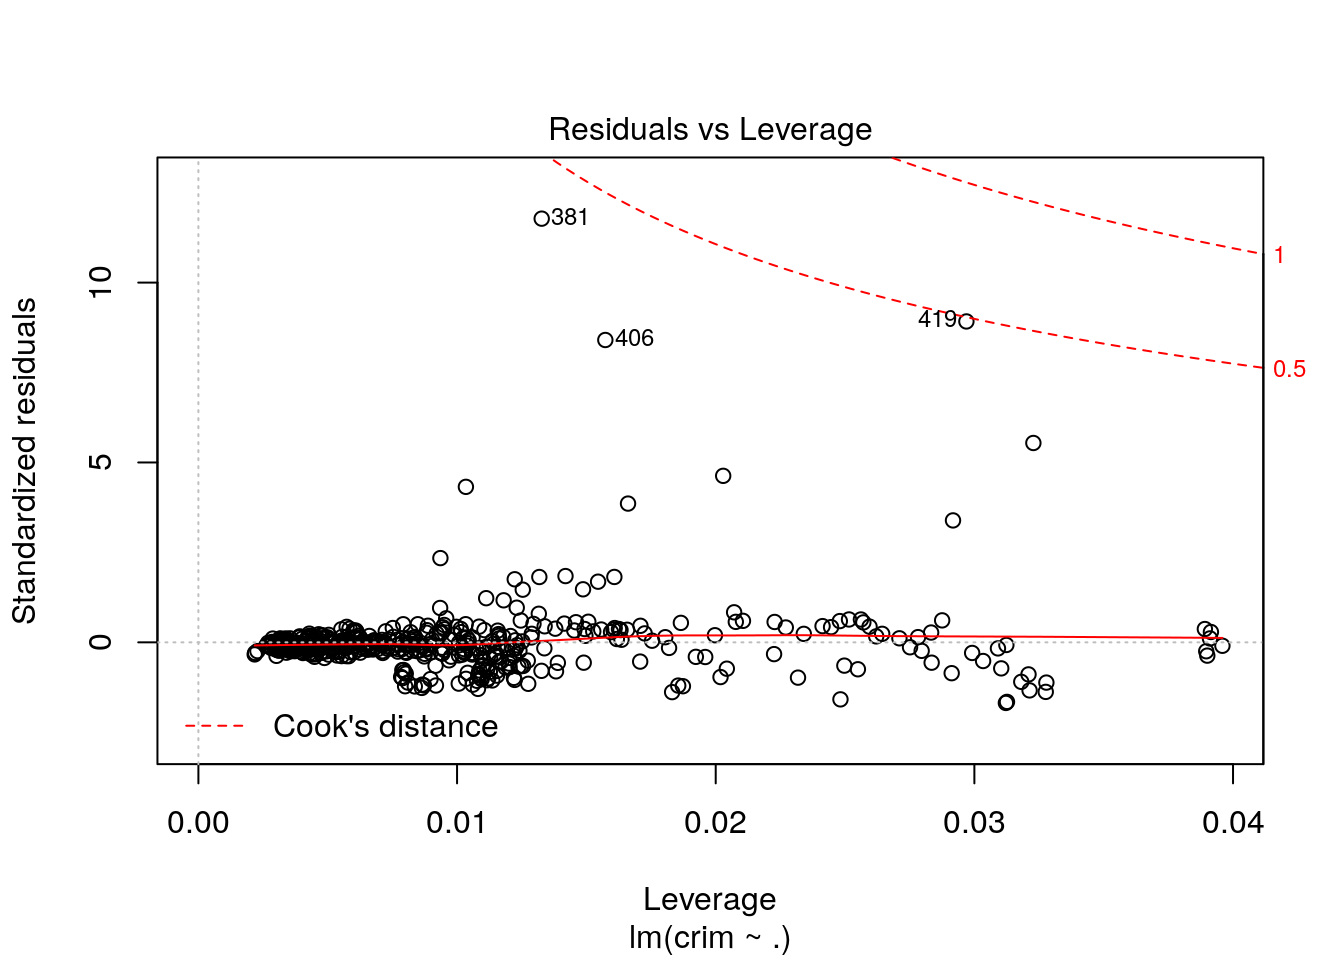 Residuals vs Leverage
381
406
419
1
0.5
Standardized residuals
10
5
0
Cook's distance
0.00 0.01 0.02 0.03 0.04
Leverage
lm(crim ~ .)